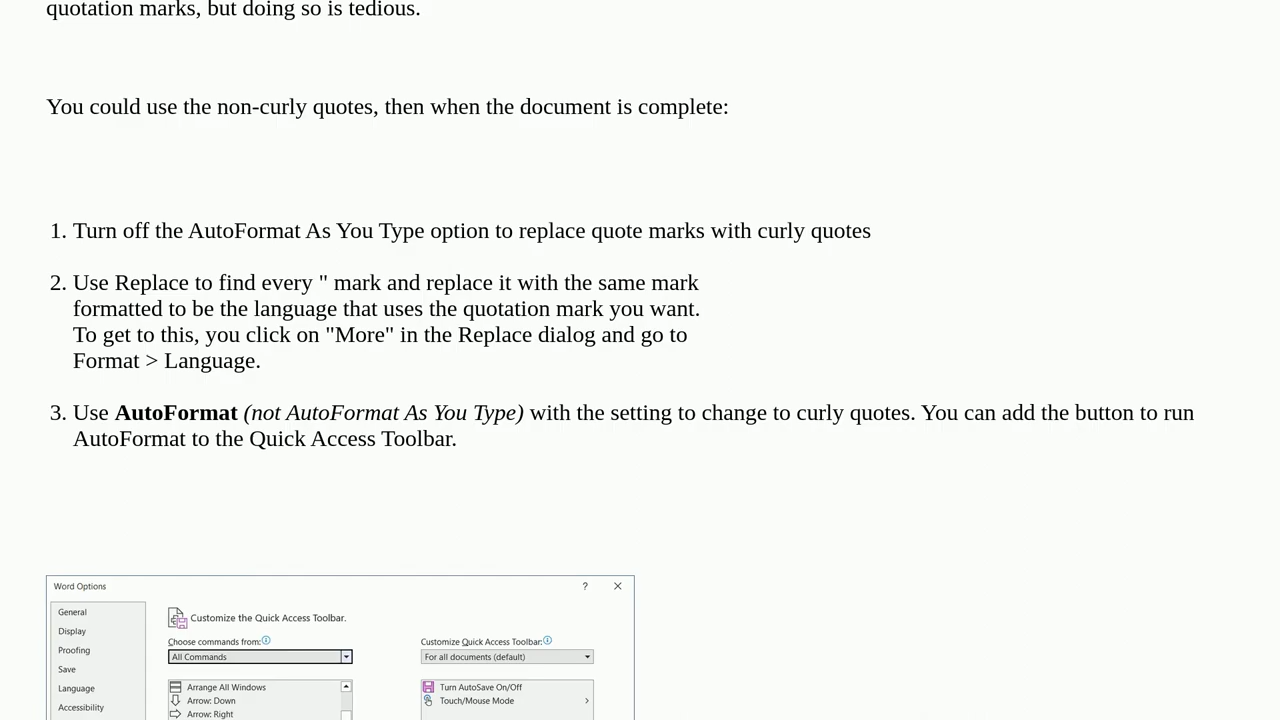 quotation marks, but doing so is tedious.
You could use the non-curly quotes, then when the document is complete:
1. Turn off the AutoFormat As You Type option to replace quote marks with curly quotes
2. Use Replace to find every " mark and replace it with the same mark
formatted to be the language that uses the quotation mark you want.
To get to this, you click on "More" in the Replace dialog and go to
Format > Language.
3. Use AutoFormat (not AutoFormat As You Type) with the setting to change to curly quotes. You can add the button to run
AutoFormat to the Quick Access Toolbar.
Word Options
General
Display
Proofing
Save
Language
Accessibility
Customize the Quick Access Toolbar.
Choose commands from:
All Commands
Arrange All Windows
Arrow: Down
Arrow: Right
Customize Quick Access Toolbar:
For all documents (default)
Turn AutoSave On/Off
Touch/Mouse Mode